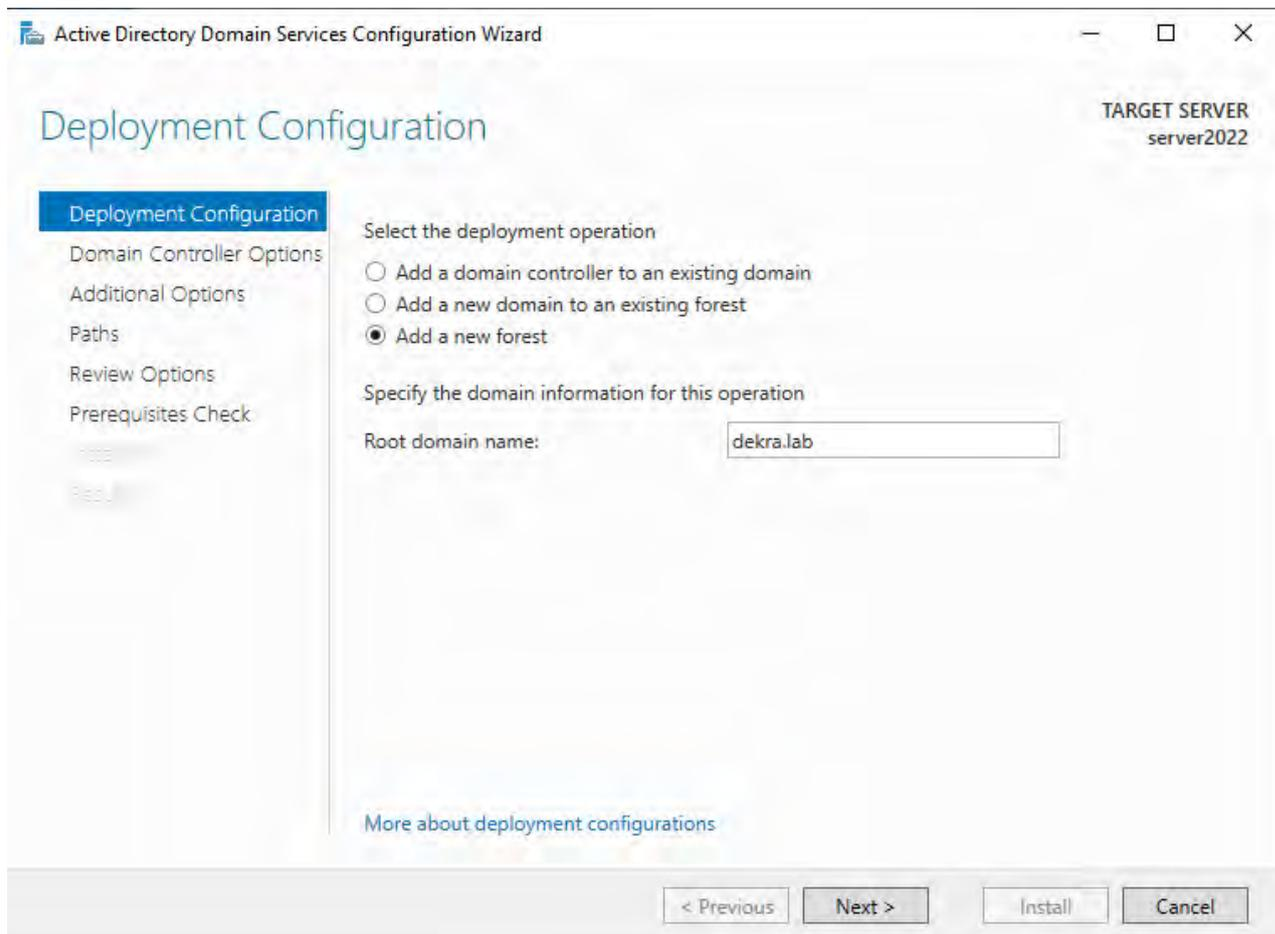 Active Directory Domain Services Configuration Wizard
Deployment Configuration
TARGET SERVER
server2022
Deployment Configuration
Domain Controller Options
Additional Options
Paths
Review Options
Prerequisites Check
Select the deployment operation
Add a domain controller to an existing domain
Add a new domain to an existing forest
Add a new forest
Specify the domain information for this operation
Root domain name: dekra.lab
More about deployment configurations
< Previous Next > Install Cancel